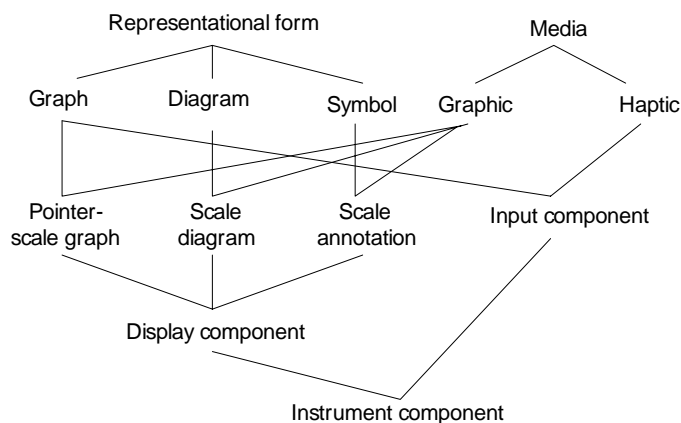 Representational form
Media
Graph
Diagram
Symbol
Graphic
Haptic
Pointer-
scale graph
Scale
diagram
Scale
annotation
Input component
Display component
Instrument component